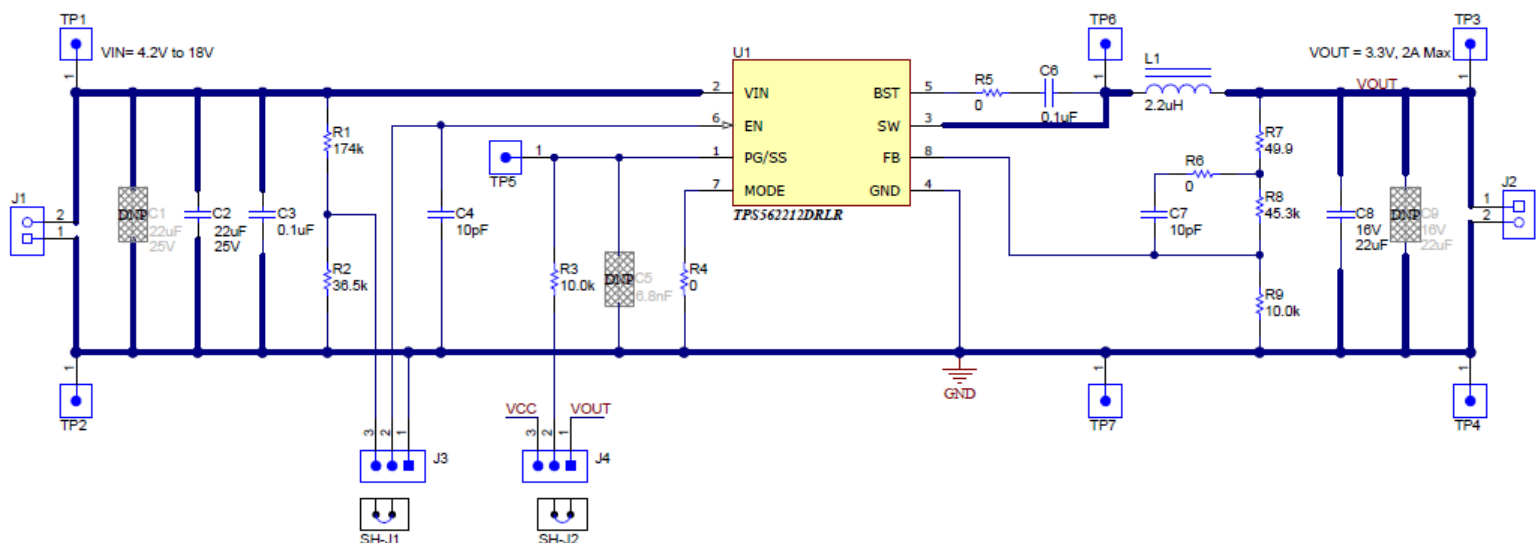 TP1
VIN= 4.2V to 18V
1
J1
2
1
DNP
C1
22uF
25V
C2
22uF
25V
C3
0.1uF
R1
174k
R2
36.5k
C4
10pF
TP5
1
R3
10.0k
DNP
C5
6.8nF
R4
0
U1
2
VIN
6
EN
1
PG/SS
7
MODE
BST
5
SW
3
FB
8
GND
4
TPS562212DRLR
R5
0
C6
0.1uF
TP6
1
L1
2.2uH
VOUT = 3.3V, 2A Max
TP3
1
VOUT
R7
49.9
R6
0
R8
45.3k
C7
10pF
R9
10.0k
C8
16V
22uF
DNP
C9
16V
22uF
J2
1
2
1
TP2
GND
1
TP7
1
TP4
3
2
1
J3
SH-J1
VCC
VOUT
3
2
1
J4
SH-J2